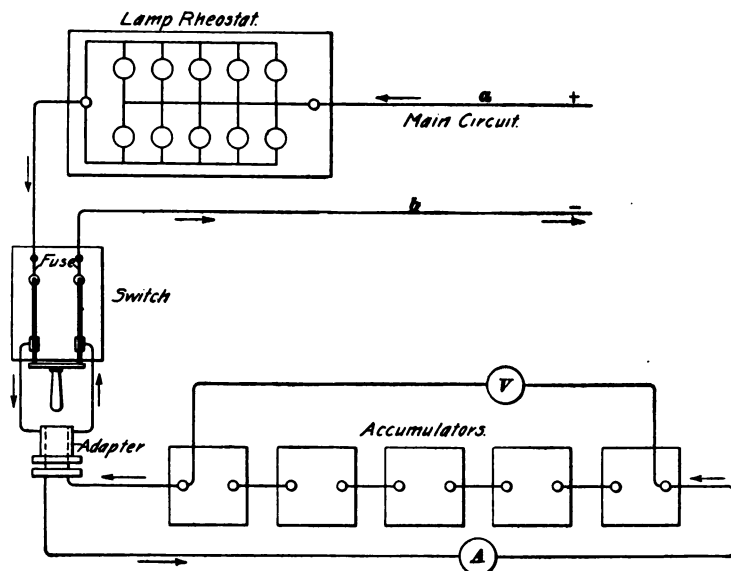 Lamp Rheostat.
a +
Main Circuit.
b -
Fuse
Switch
V
Accumulators.
Adapter
A